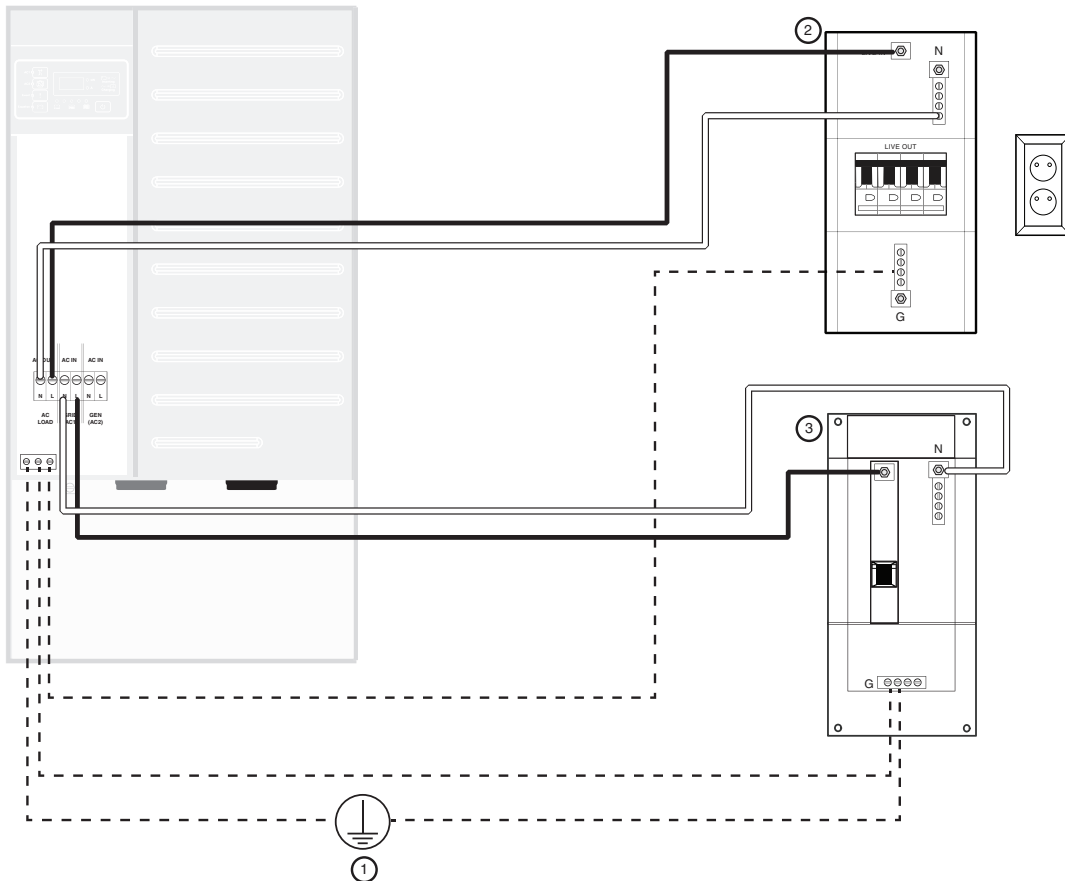 2
N
LIVE OUT
G
AC IN AC IN
N L N L N L
AC LOAD
GEN (AC2)
3
N
G
1